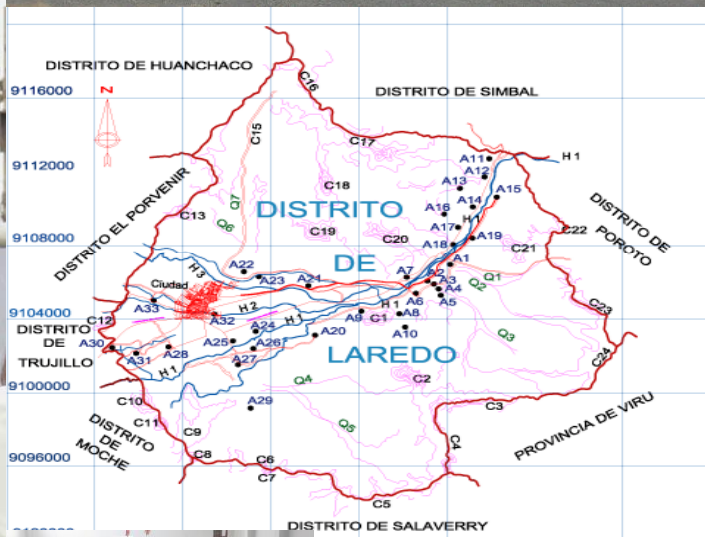 DISTRITO DE HUANCHACO
C16
DISTRITO DE SIMBAL
9116000
N
C15
C17
A11
H 1
9112000
A12
C18
A13
A15
DISTRITO EL PORVENIR
Q7
A14
DISTRITO DE POROTO
C13
DISTRITO
A16
H 1
Q6
C19
A17
C22
9108000
C20
A18
A19
C21
DE
A1
H 3
A22
A23
A7
A2
Q1
Ciudad
A21
A3
Q2
A4
A6
A5
A33
H 2
H 1
C23
9104000
C12
A32
H 1
A9
C1
A8
DISTRITO DE TRUJILLO
A24
A20
A10
Q3
A30
A25
A26
LAREDO
C24
A31
A28
H 1
A27
9100000
Q4
C2
C10
A29
C3
C11
Q5
PROVINCIA DE VIRU
DISTRITO DE MOCHE
C9
C4
9096000
C8
C6
C7
C5
DISTRITO DE SALAVERRY